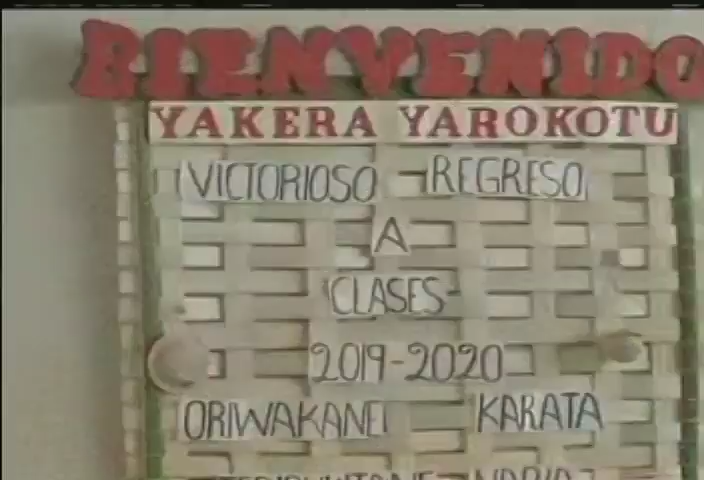 BIENVENIDO
YAKERA YAROKOTU
VICTORIOSO REGRESO
A
CLASES
2019-2020
ORIWAKANEI KARATA